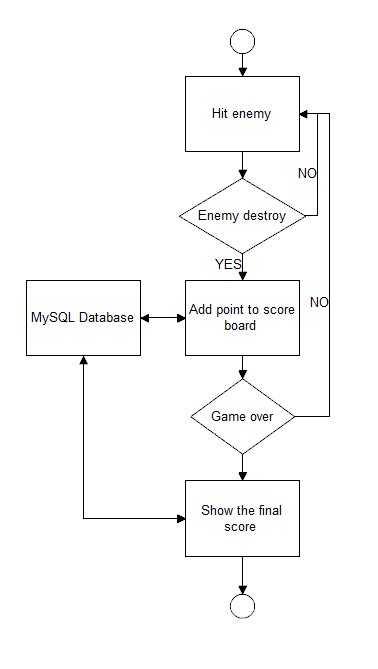 Hit enemy
NO
Enemy destroy
YES
MySQL Database
Add point to score
board
NO
Game over
Show the final
score